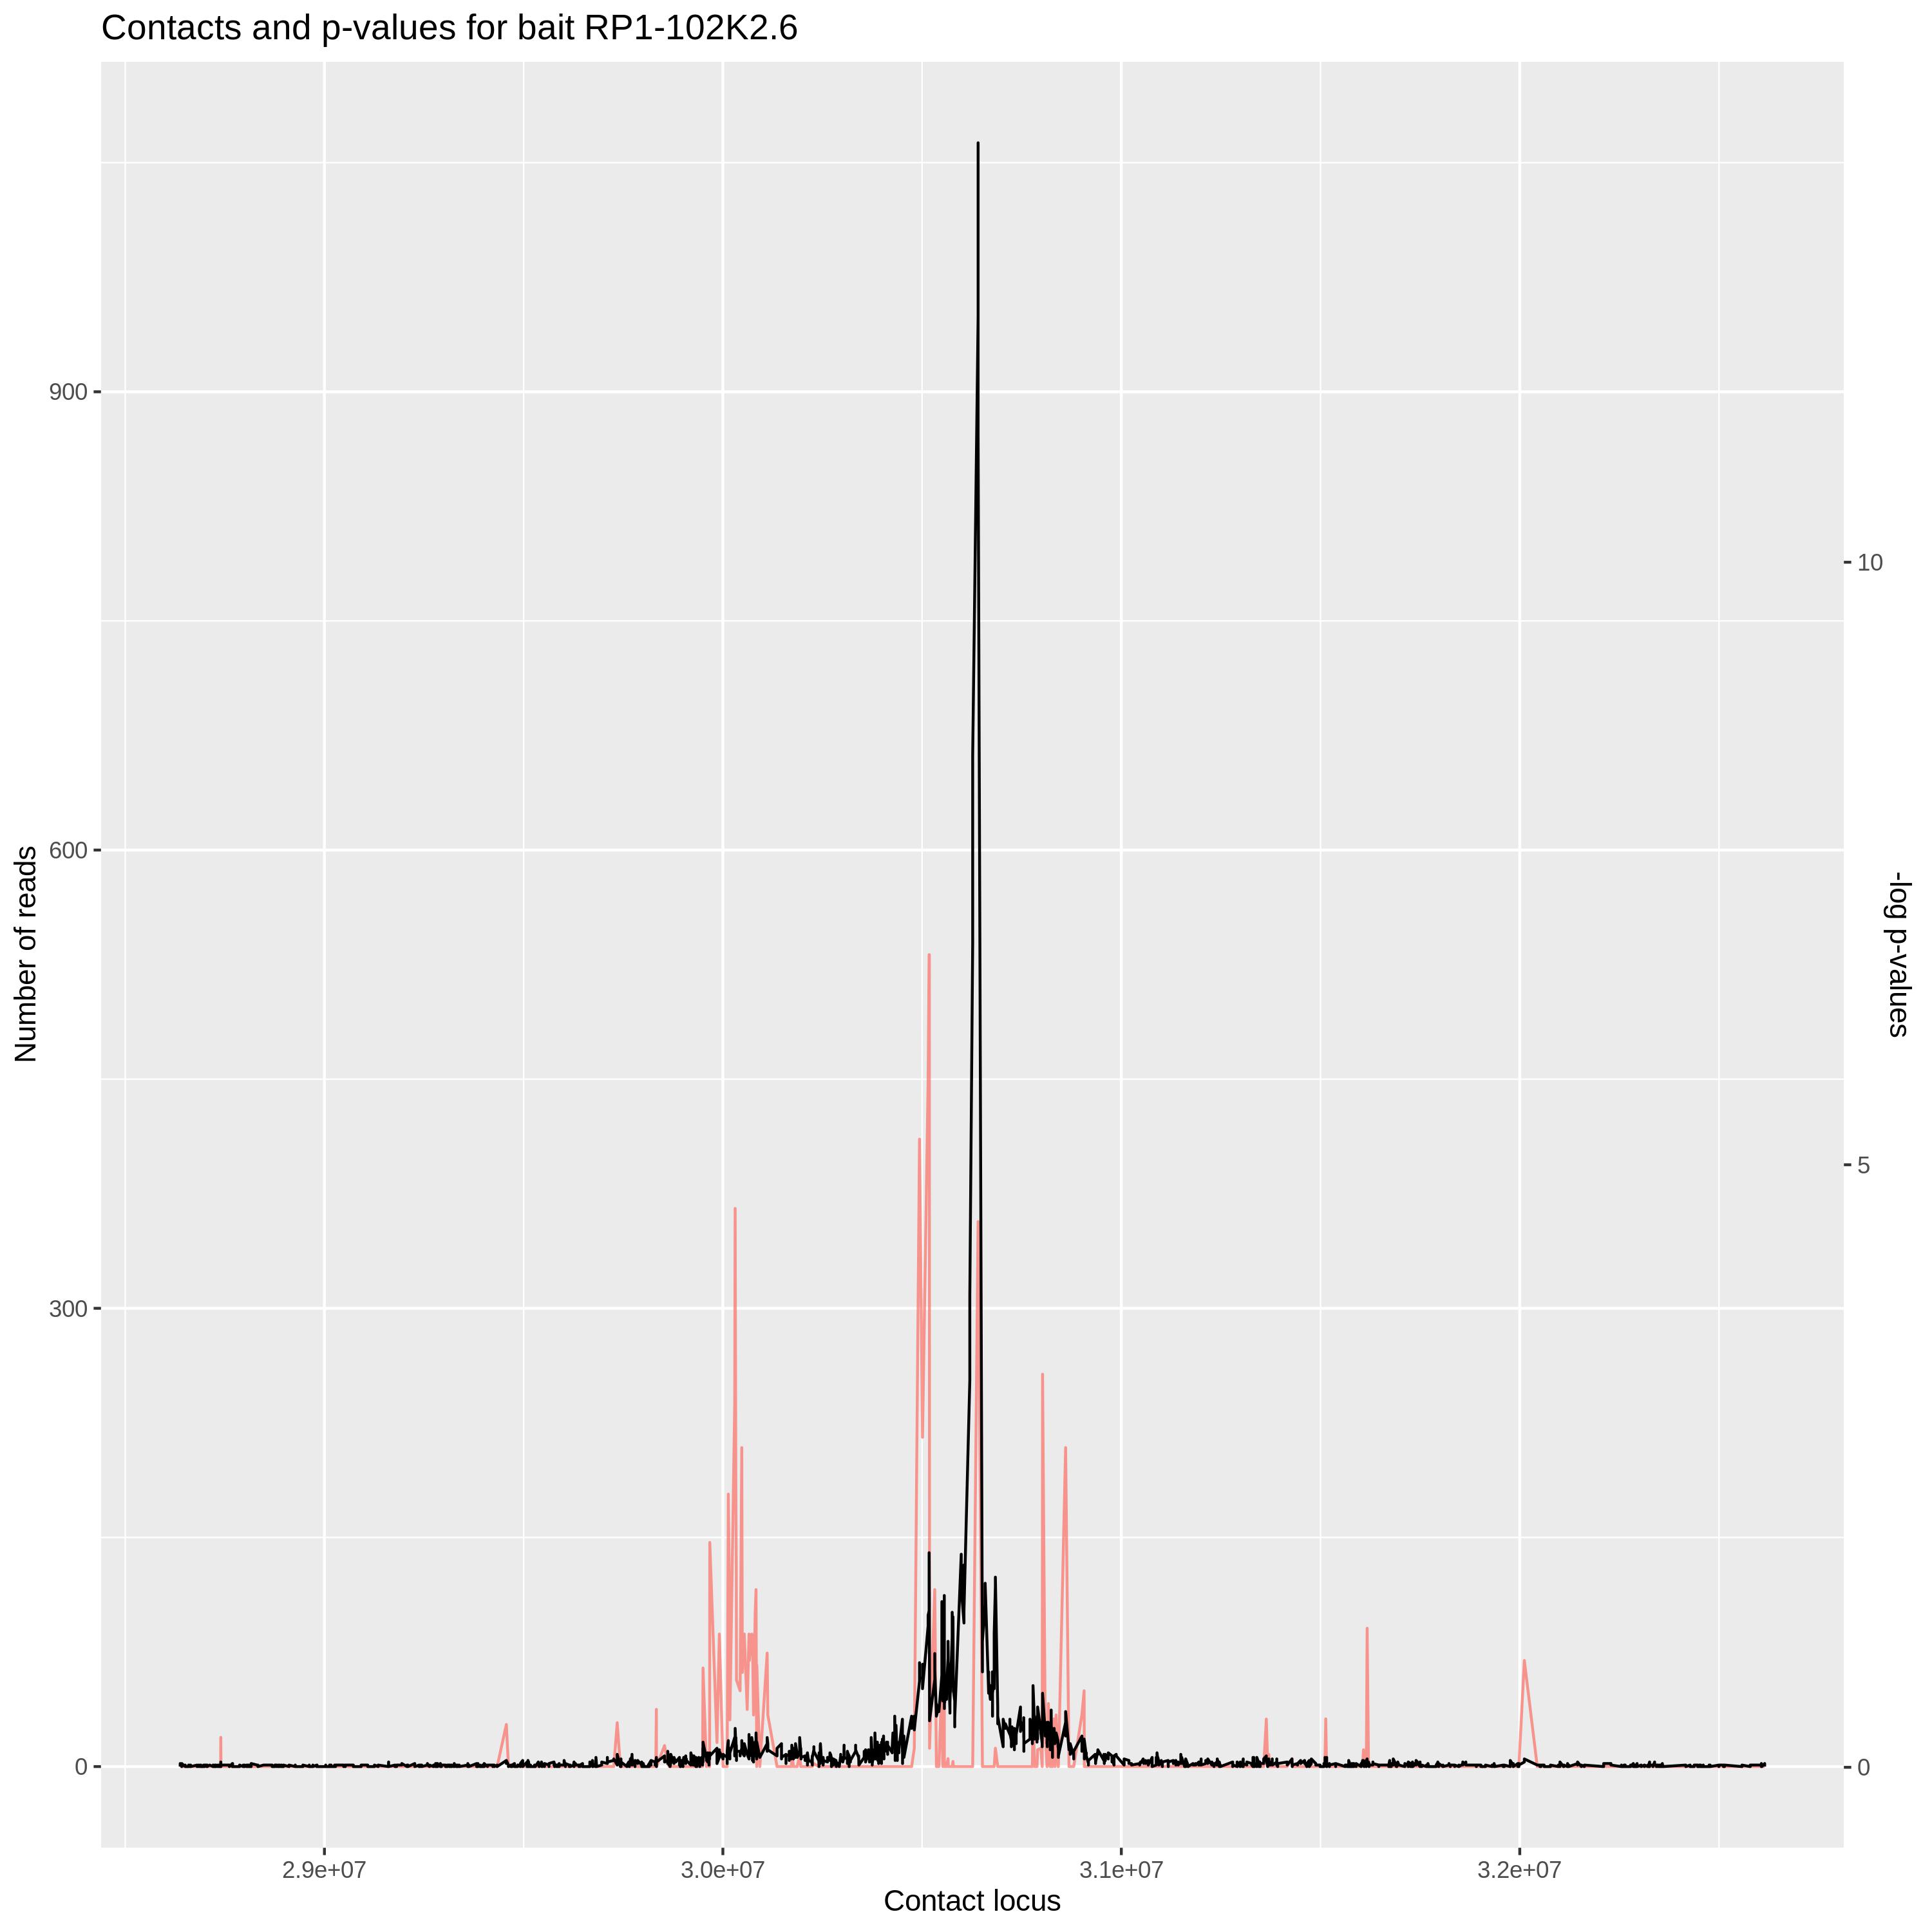 Contacts and p-values for bait RP1-102K2.6
900
600
300
0
10
5
0
Number of reads
-log p-values
2.9e+07
3.0e+07
3.1e+07
3.2e+07
Contact locus